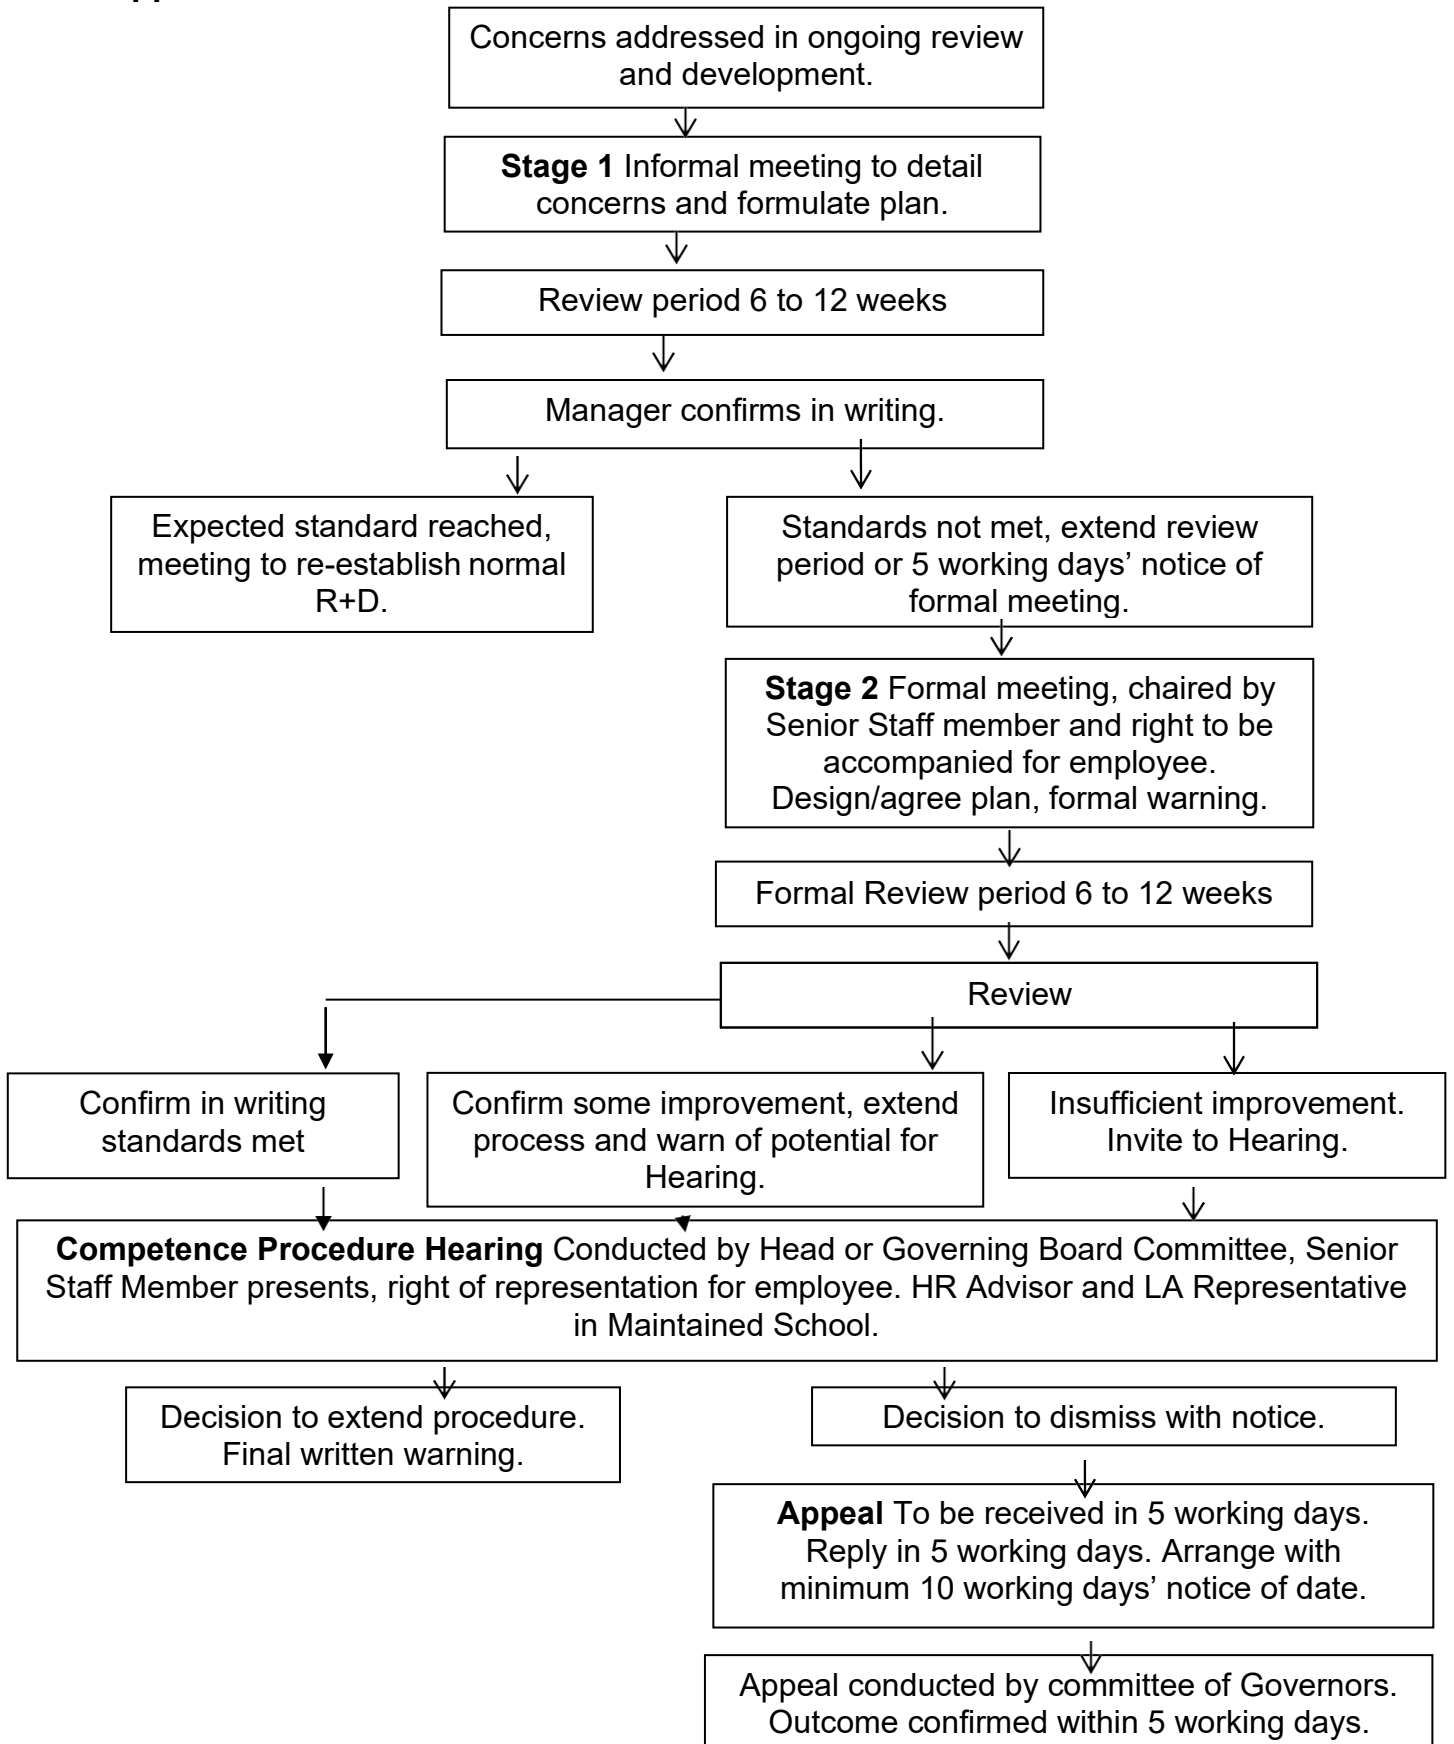 Concerns addressed in ongoing review
and development.
Stage 1 Informal meeting to detail
concerns and formulate plan.
Review period 6 to 12 weeks
Manager confirms in writing.
Expected standard reached,
meeting to re-establish normal
R+D.
Standards not met, extend review
period or 5 working days’ notice of
formal meeting.
Stage 2 Formal meeting, chaired by
Senior Staff member and right to be
accompanied for employee.
Design/agree plan, formal warning.
Formal Review period 6 to 12 weeks
Review
Confirm in writing
standards met
Confirm some improvement, extend
process and warn of potential for
Hearing.
Insufficient improvement.
Invite to Hearing.
Competence Procedure Hearing Conducted by Head or Governing Board Committee, Senior
Staff Member presents, right of representation for employee. HR Advisor and LA Representative
in Maintained School.
Decision to extend procedure.
Final written warning.
Decision to dismiss with notice.
Appeal To be received in 5 working days.
Reply in 5 working days. Arrange with
minimum 10 working days’ notice of date.
Appeal conducted by committee of Governors.
Outcome confirmed within 5 working days.